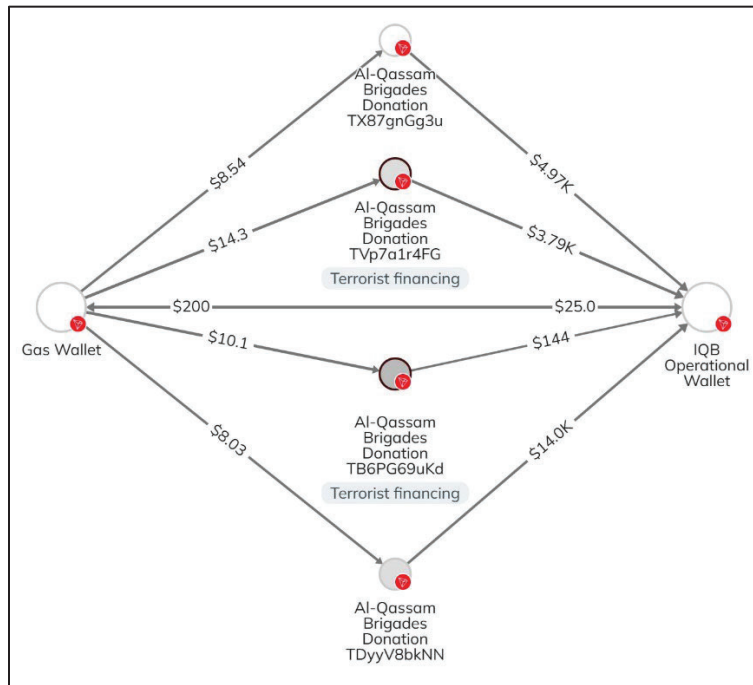 Al-Qassam
Brigades
Donation
TX87gnGg3u
$8.54
$4.97K
Al-Qassam
Brigades
Donation
TVp7a1r4FG
Terrorist financing
$14.3
$3.79K
$200
$25.0
Gas Wallet
IQB
Operational
Wallet
$10.1
$144
Al-Qassam
Brigades
Donation
TB6PG69uKd
Terrorist financing
$8.03
$14.0K
Al-Qassam
Brigades
Donation
TDyyV8bkNN